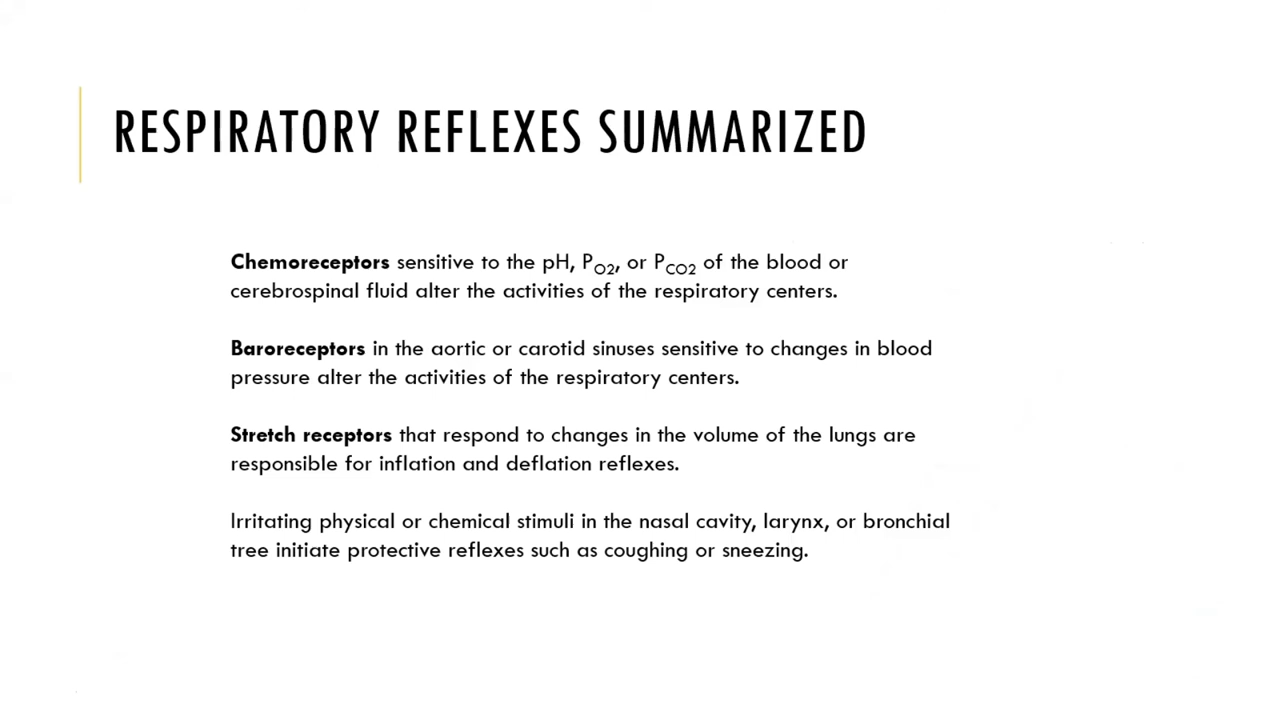 RESPIRATORY REFLEXES SUMMARIZED
Chemoreceptors sensitive to the pH, PO2, or PCO2 of the blood or
cerebrospinal fluid alter the activities of the respiratory centers.
Baroreceptors in the aortic or carotid sinuses sensitive to changes in blood
pressure alter the activities of the respiratory centers.
Stretch receptors that respond to changes in the volume of the lungs are
responsible for inflation and deflation reflexes.
Irritating physical or chemical stimuli in the nasal cavity, larynx, or bronchial
tree initiate protective reflexes such as coughing or sneezing.